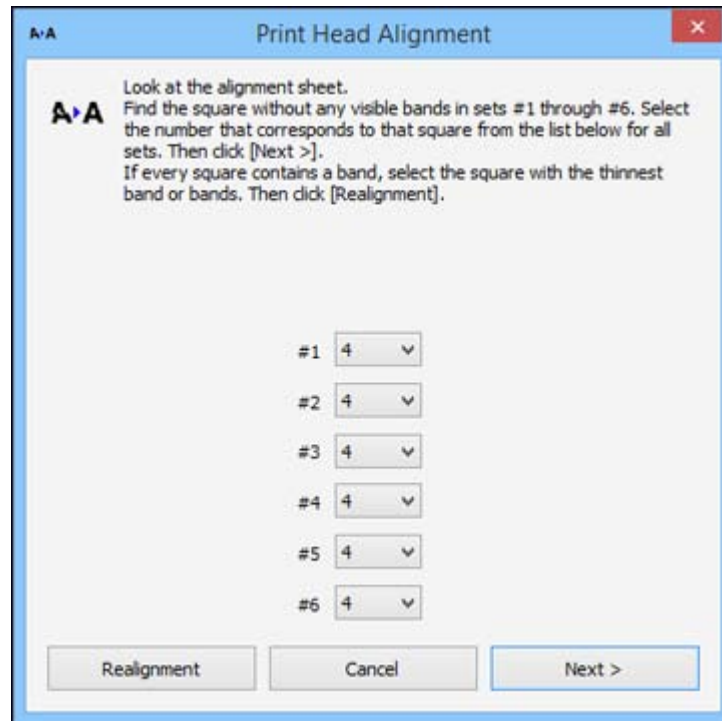 A▸A Print Head Alignment
A▸A
Look at the alignment sheet.
Find the square without any visible bands in sets #1 through #6. Select
the number that corresponds to that square from the list below for all
sets. Then click [Next >].
If every square contains a band, select the square with the thinnest
band or bands. Then click [Realignment].
#1 4
#2 4
#3 4
#4 4
#5 4
#6 4
Realignment Cancel Next >